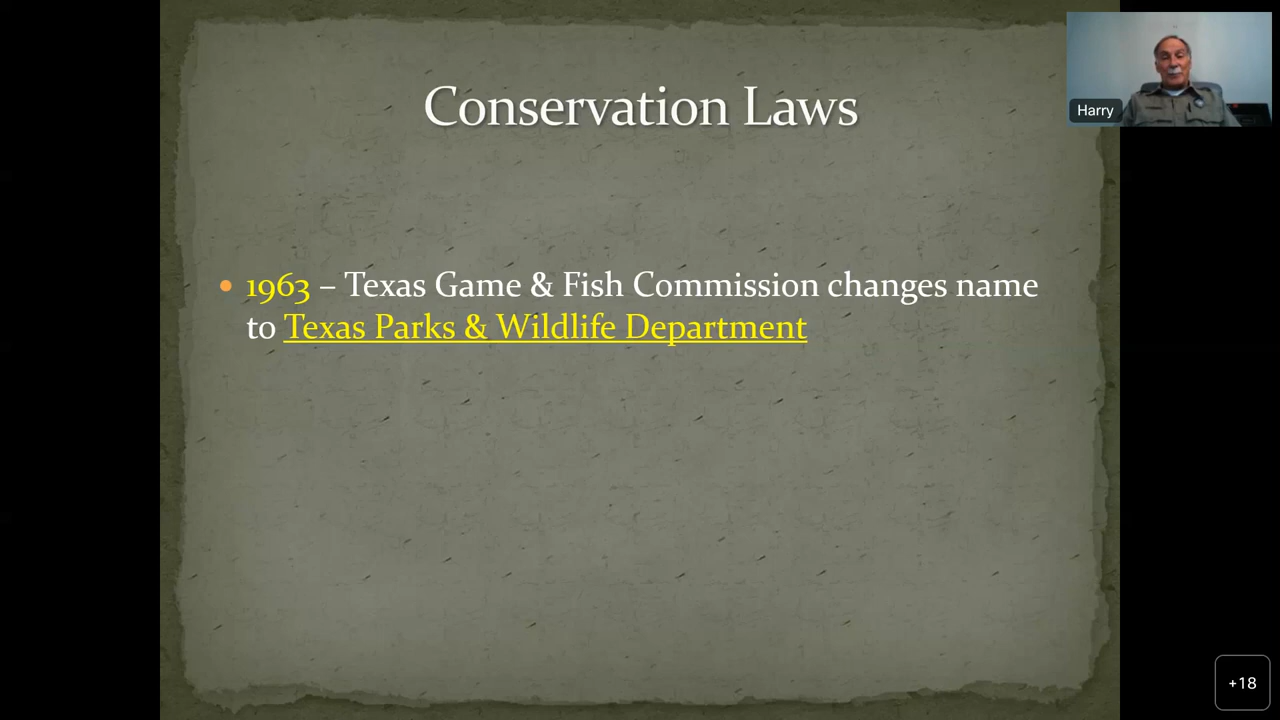 Conservation Laws
Harry
• 1963 – Texas Game & Fish Commission changes name
to Texas Parks & Wildlife Department
+18